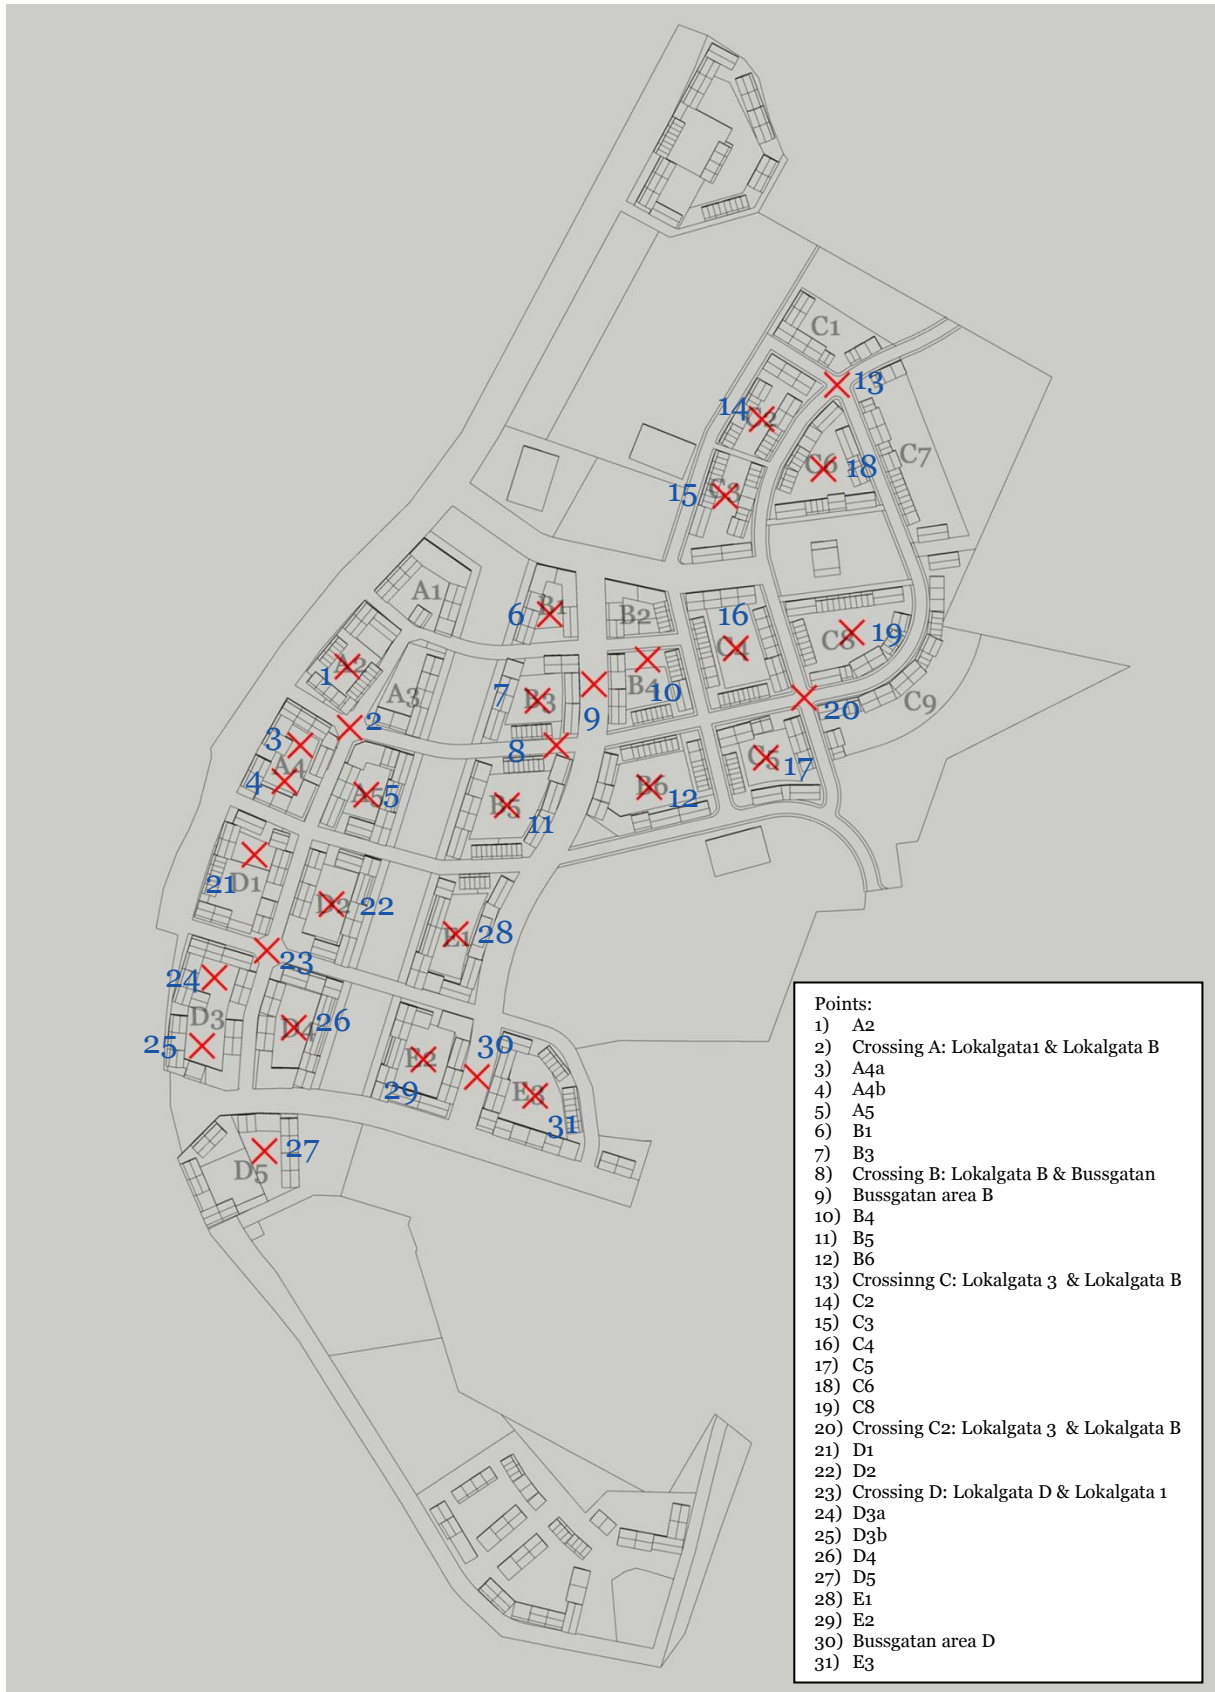 C1
13
14
C2
C7
C6
18
15
C3
A1
6
B1
B2
16
C4
C8
19
A2
1
A3
7
B3
B4
10
9
C9
20
2
3
A4
4
8
C5
17
A5
5
B5
11
B6
12
21
D1
D2
22
E1
28
23
24
D3
25
D4
26
E2
29
30
E3
31
D5
27
Points:
1) A2
2) Crossing A: Lokalgata1 & Lokalgata B
3) A4a
4) A4b
5) A5
6) B1
7) B3
8) Crossing B: Lokalgata B & Bussgatan
9) Bussgatan area B
10) B4
11) B5
12) B6
13) Crossinng C: Lokalgata 3 & Lokalgata B
14) C2
15) C3
16) C4
17) C5
18) C6
19) C8
20) Crossing C2: Lokalgata 3 & Lokalgata B
21) D1
22) D2
23) Crossing D: Lokalgata D & Lokalgata 1
24) D3a
25) D3b
26) D4
27) D5
28) E1
29) E2
30) Bussgatan area D
31) E3